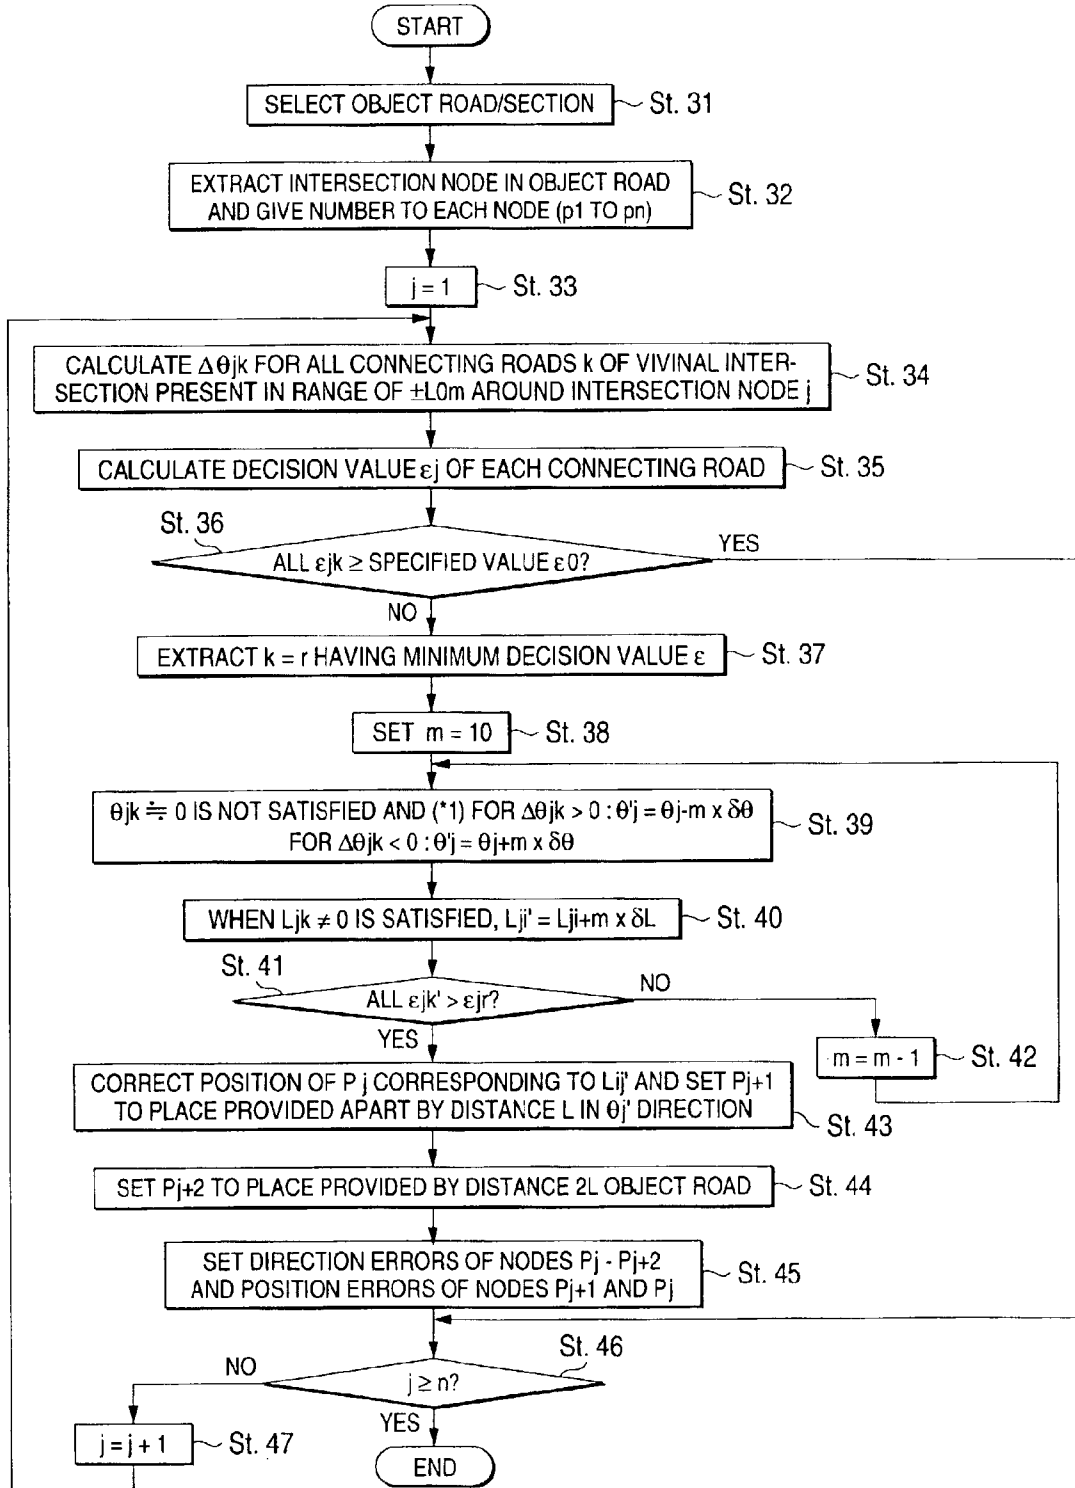 START
SELECT OBJECT ROAD/SECTION
St. 31
EXTRACT INTERSECTION NODE IN OBJECT ROAD
AND GIVE NUMBER TO EACH NODE (p1 TO pn)
St. 32
j = 1
St. 33
CALCULATE Δθjk FOR ALL CONNECTING ROADS k OF VIVINAL INTER-
SECTION PRESENT IN RANGE OF ±L0m AROUND INTERSECTION NODE j
St. 34
CALCULATE DECISION VALUE εj OF EACH CONNECTING ROAD
St. 35
St. 36
ALL εjk ≥ SPECIFIED VALUE ε0?
YES
NO
EXTRACT k = r HAVING MINIMUM DECISION VALUE ε
St. 37
SET m = 10
St. 38
θjk ≒ 0 IS NOT SATISFIED AND (*1) FOR Δθjk > 0 : θ'j = θj-m x δθ
FOR Δθjk < 0 : θ'j = θj+m x δθ
St. 39
WHEN Ljk ≠ 0 IS SATISFIED, Lji' = Lji+m x δL
St. 40
St. 41
ALL εjk' > εjr?
NO
YES
m = m - 1
St. 42
CORRECT POSITION OF P j CORRESPONDING TO Lij' AND SET Pj+1
TO PLACE PROVIDED APART BY DISTANCE L IN θj' DIRECTION
St. 43
SET Pj+2 TO PLACE PROVIDED BY DISTANCE 2L OBJECT ROAD
St. 44
SET DIRECTION ERRORS OF NODES Pj - Pj+2
AND POSITION ERRORS OF NODES Pj+1 AND Pj
St. 45
St. 46
j ≥ n?
NO
YES
j = j + 1
St. 47
END